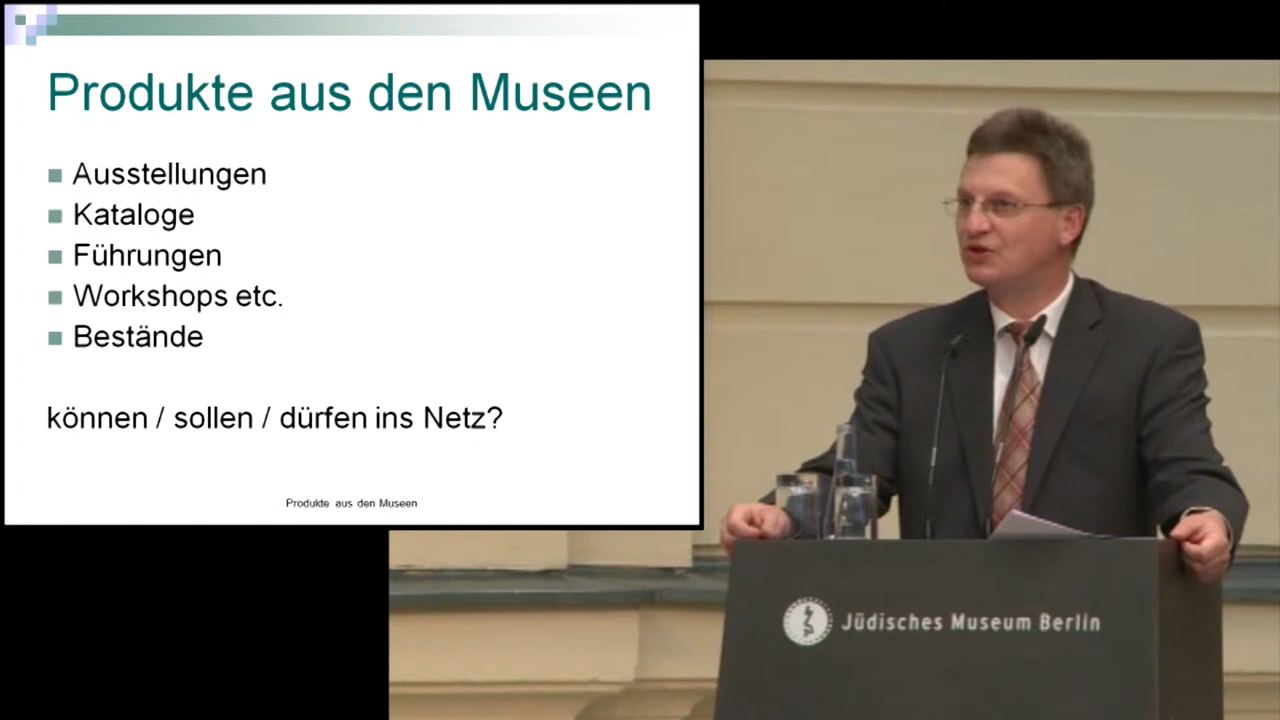 Produkte aus den Museen
Ausstellungen
Kataloge
Führungen
Workshops etc.
Bestände
können / sollen / dürfen ins Netz?
Produkte aus den Museen
Jüdisches Museum Berlin